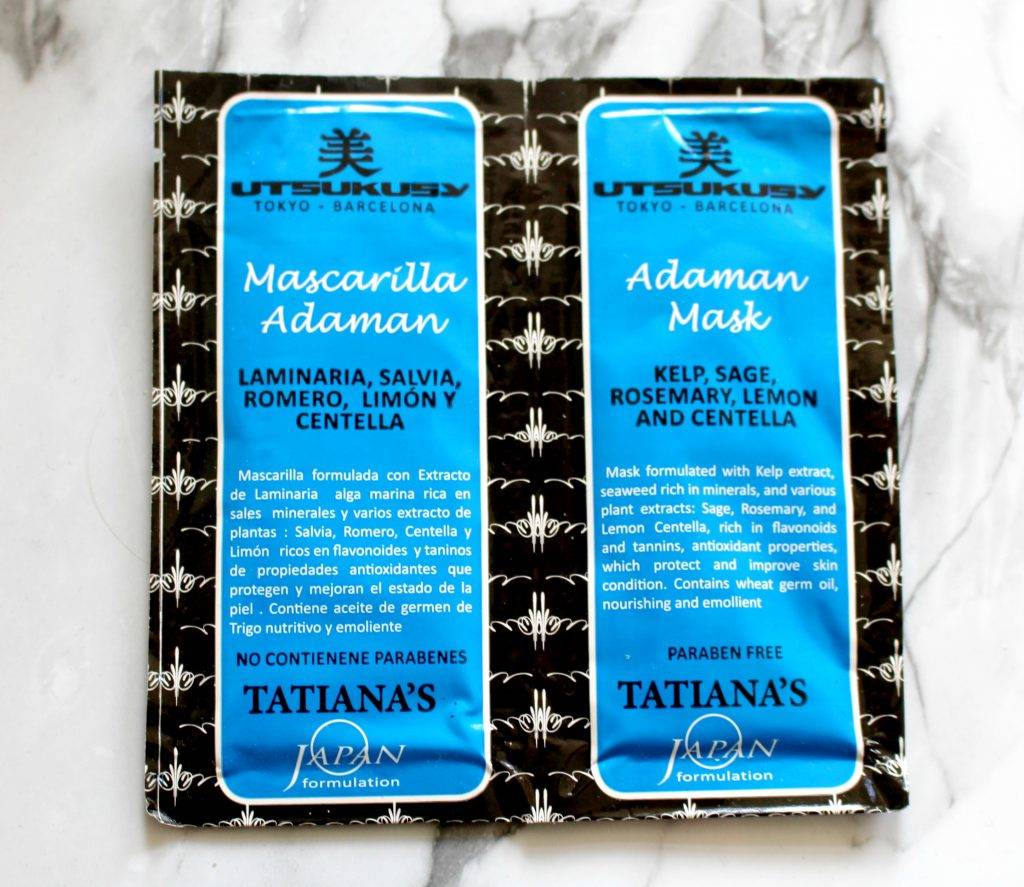 美
UTSUKUSY
TOKYO - BARCELONA
Mascarilla
Adaman
LAMINARIA, SALVIA,
ROMERO, LIMÓN Y
CENTELLA
Mascarilla formulada con Extracto
de Laminaria alga marina rica en
sales minerales y varios extracto de
plantas : Salvia, Romero, Centella y
Limón ricos en flavonoides y taninos
de propiedades antioxidantes que
protegen y mejoran el estado de la
piel . Contiene aceite de germen de
Trigo nutritivo y emoliente
NO CONTIENENE PARABENES
TATIANA'S
JAPAN
formulation
美
UTSUKUSY
TOKYO - BARCELONA
Adaman
Mask
KELP, SAGE,
ROSEMARY, LEMON
AND CENTELLA
Mask formulated with Kelp extract,
seaweed rich in minerals, and various
plant extracts: Sage, Rosemary, and
Lemon Centella, rich in flavonoids
and tannins, antioxidant properties,
which protect and improve skin
condition. Contains wheat germ oil,
nourishing and emollient
PARABEN FREE
TATIANA'S
JAPAN
formulation